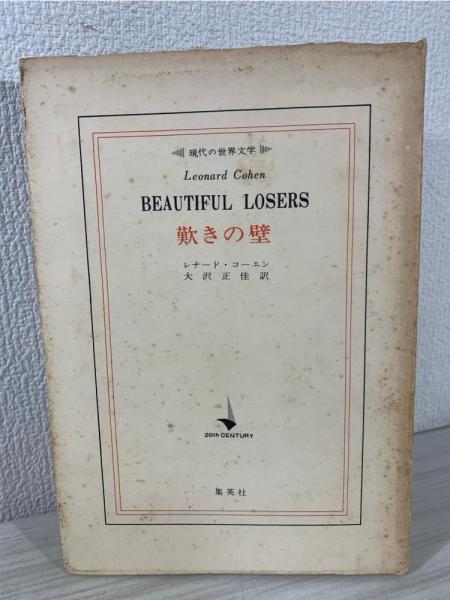 現代の世界文学
Leonard Cohen
BEAUTIFUL LOSERS
歎きの壁
レナード・コーエン
大沢正佳訳
20th CENTURY
集英社